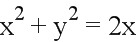 x² + y² = 2x